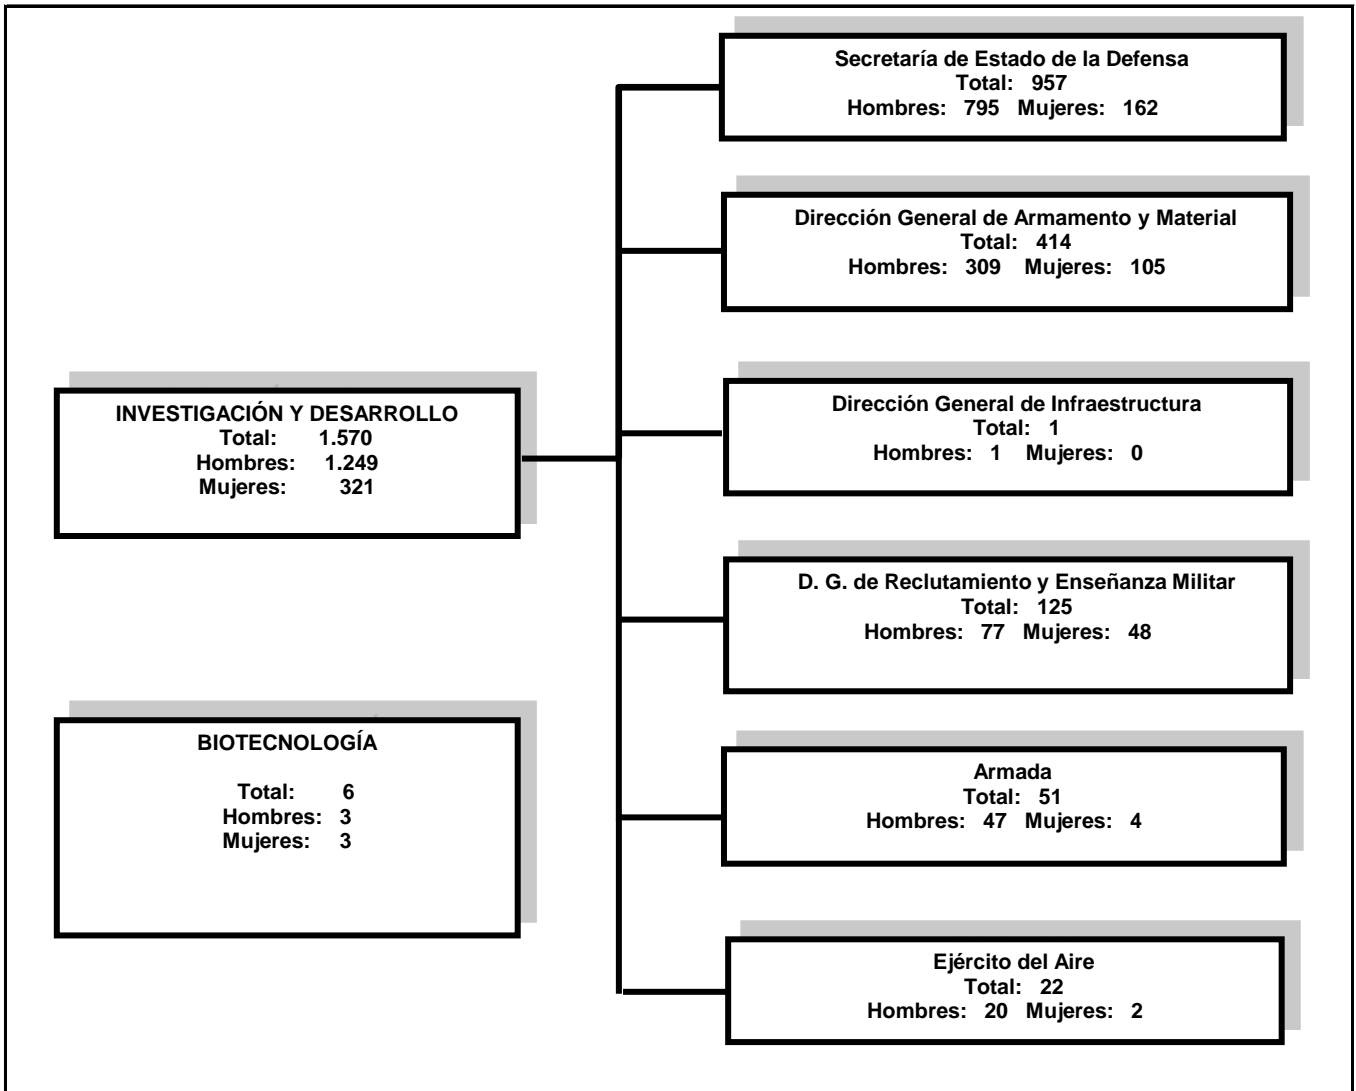 Secretaría de Estado de la Defensa
Total: 957
Hombres: 795 Mujeres: 162
Dirección General de Armamento y Material
Total: 414
Hombres: 309 Mujeres: 105
Dirección General de Infraestructura
Total: 1
Hombres: 1 Mujeres: 0
INVESTIGACIÓN Y DESARROLLO
Total: 1.570
Hombres: 1.249
Mujeres: 321
D. G. de Reclutamiento y Enseñanza Militar
Total: 125
Hombres: 77 Mujeres: 48
BIOTECNOLOGÍA
Total: 6
Hombres: 3
Mujeres: 3
Armada
Total: 51
Hombres: 47 Mujeres: 4
Ejército del Aire
Total: 22
Hombres: 20 Mujeres: 2